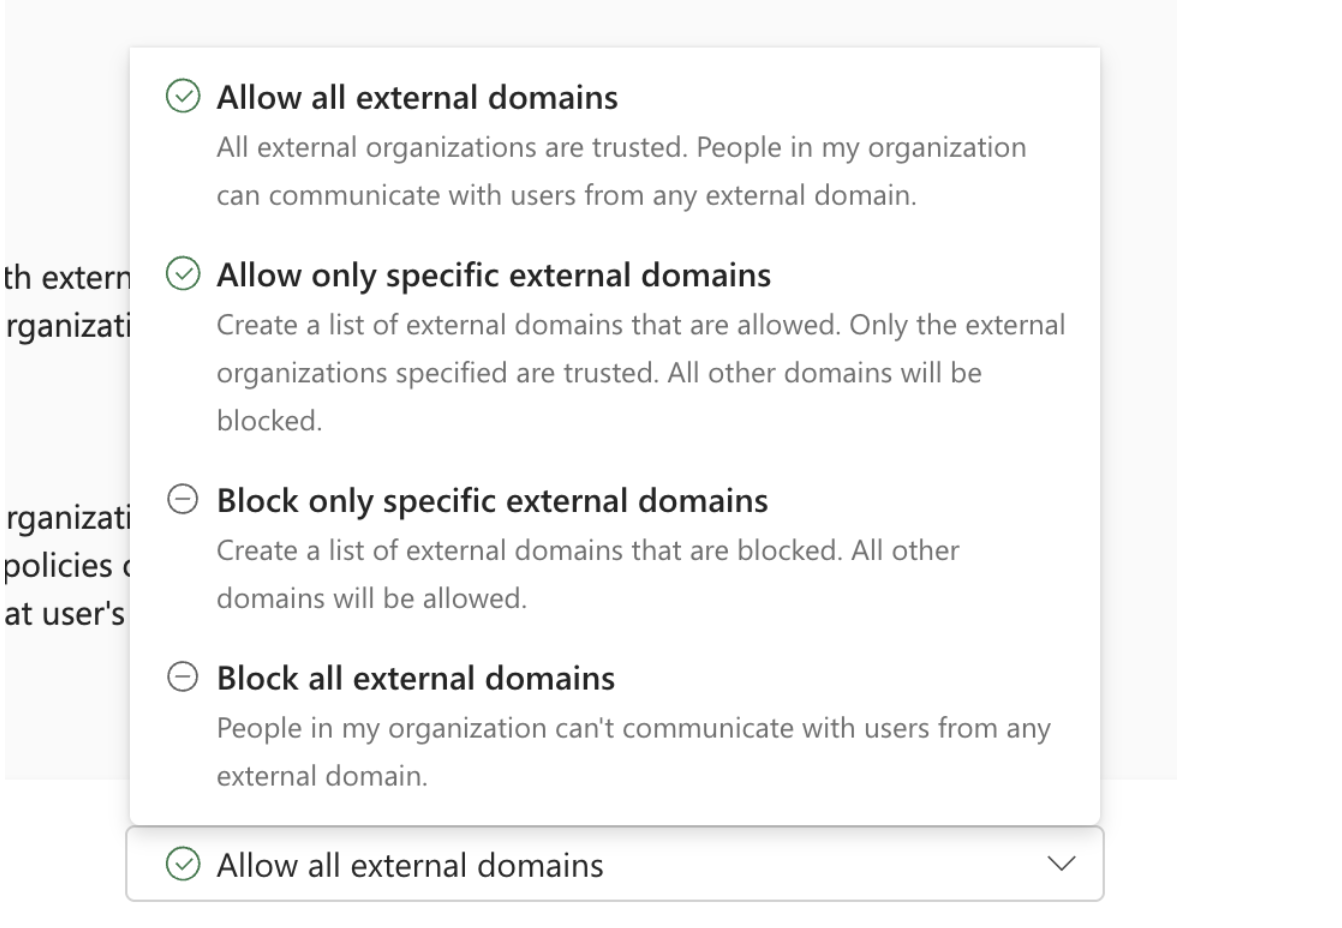 Allow all external domains
All external organizations are trusted. People in my organization
can communicate with users from any external domain.
Allow only specific external domains
Create a list of external domains that are allowed. Only the external
organizations specified are trusted. All other domains will be
blocked.
Block only specific external domains
Create a list of external domains that are blocked. All other
domains will be allowed.
Block all external domains
People in my organization can't communicate with users from any
external domain.
Allow all external domains
th extern
rganizati
rganizati
policies
at user's